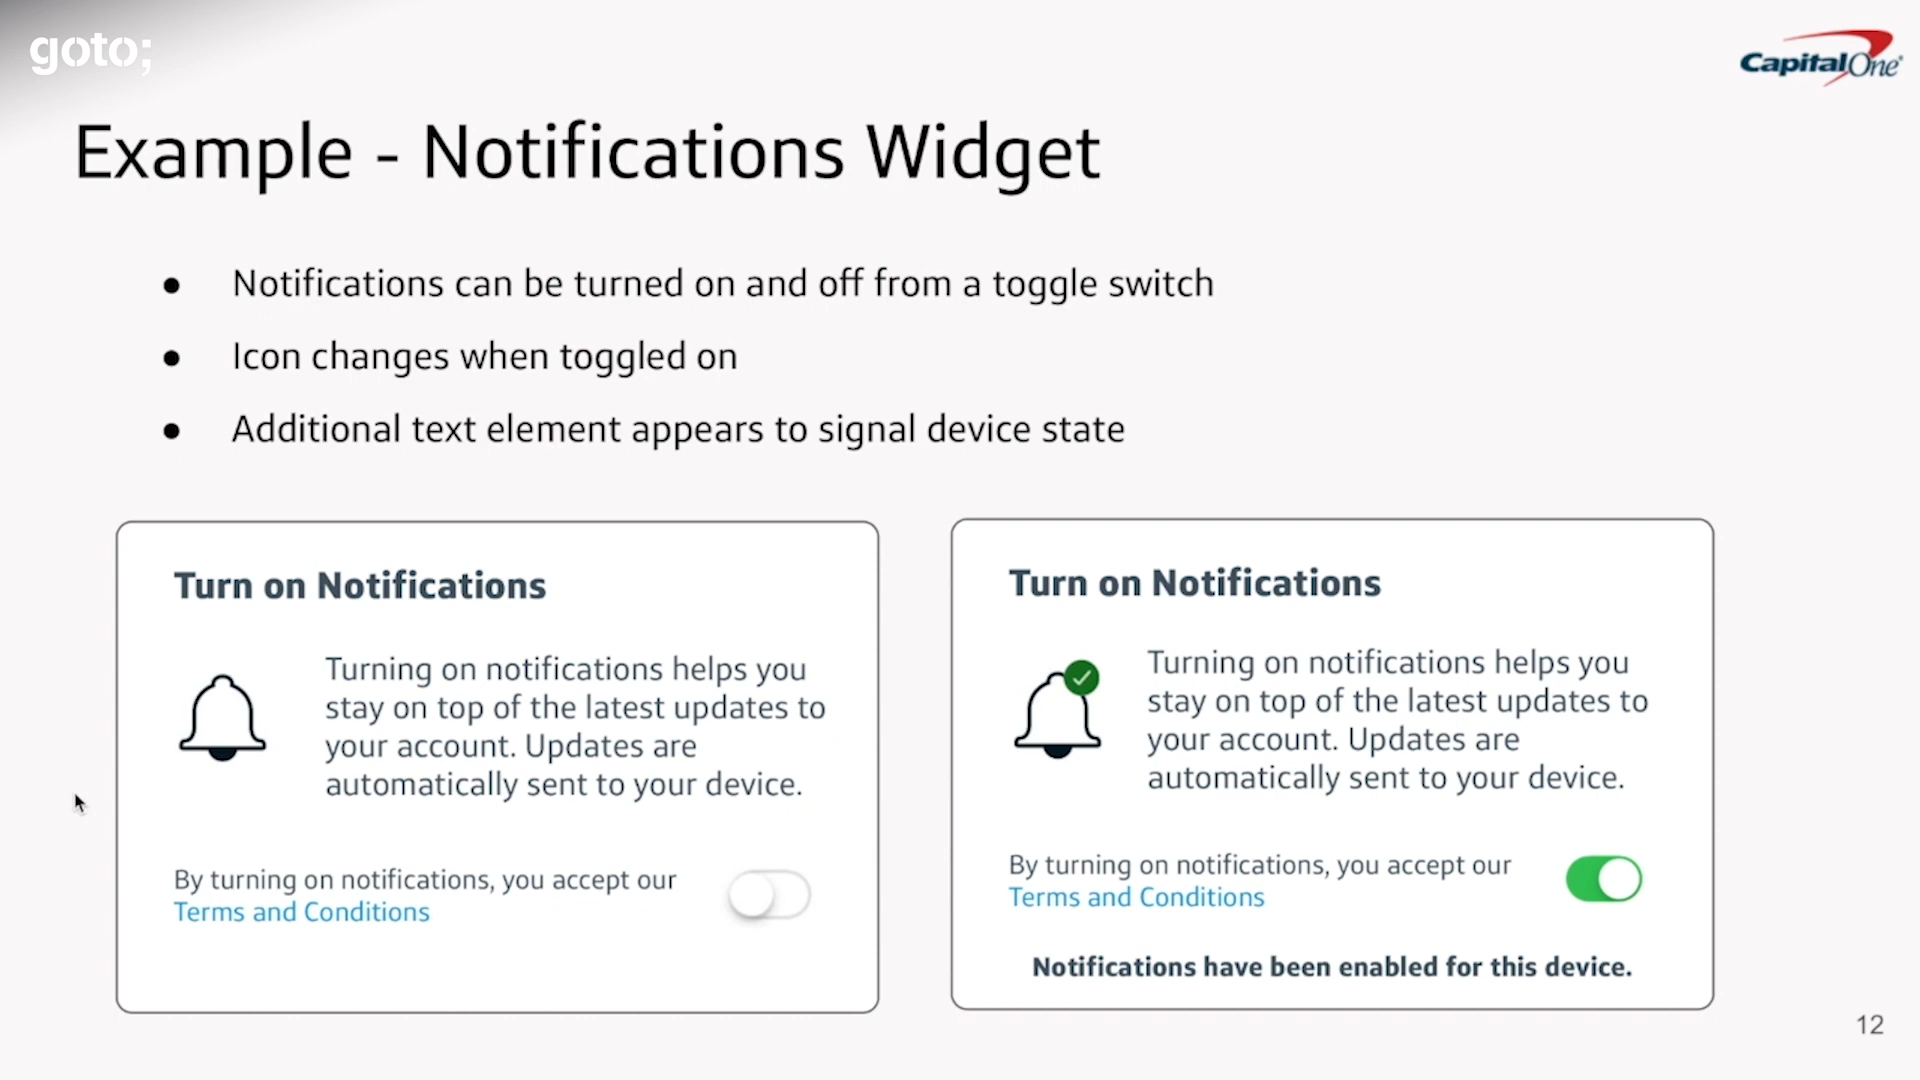 goto;
CapitalOne
Example - Notifications Widget
● Notifications can be turned on and off from a toggle switch
● Icon changes when toggled on
● Additional text element appears to signal device state
Turn on Notifications
Turning on notifications helps you
stay on top of the latest updates to
your account. Updates are
automatically sent to your device.
By turning on notifications, you accept our
Terms and Conditions
Turn on Notifications
Turning on notifications helps you
stay on top of the latest updates to
your account. Updates are
automatically sent to your device.
By turning on notifications, you accept our
Terms and Conditions
Notifications have been enabled for this device.
12